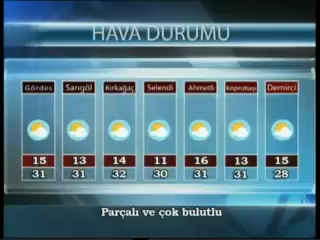 HAVA DURUMU
Gördes Sarıgöl Kırkağaç Selendi Ahmetli Köprübaşı Demirci
15 13 14 11 16 13 15
31 31 32 30 31 31 28
Parçalı ve çok bulutlu